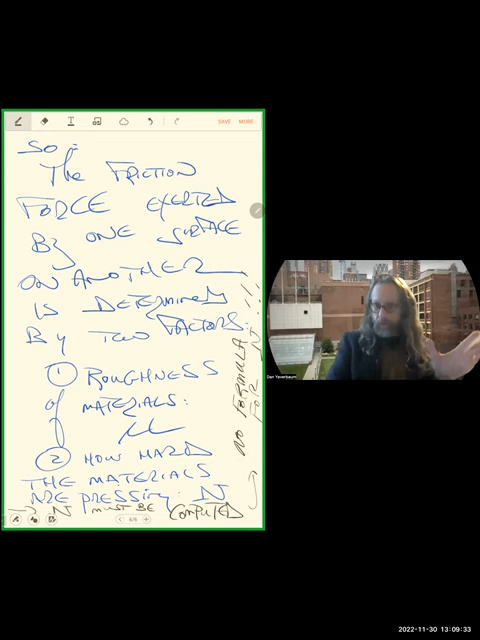 SAVE MORE
So:
The FRICTION
FORCE EXERTED
By ONE SURFACE
ON ANOTHER
IS DETERMINED
By TWO FACTORS
① ROUGHNESS
of MATERIALS:
μ
② HOW HARD
THE MATERIALS
ARE PRESSING: N
→ N MUST BE COMPUTED
NO FORMULA
FOR N!!!
6/6
Dan Yaverbaum
2022-11-30 13:09:33